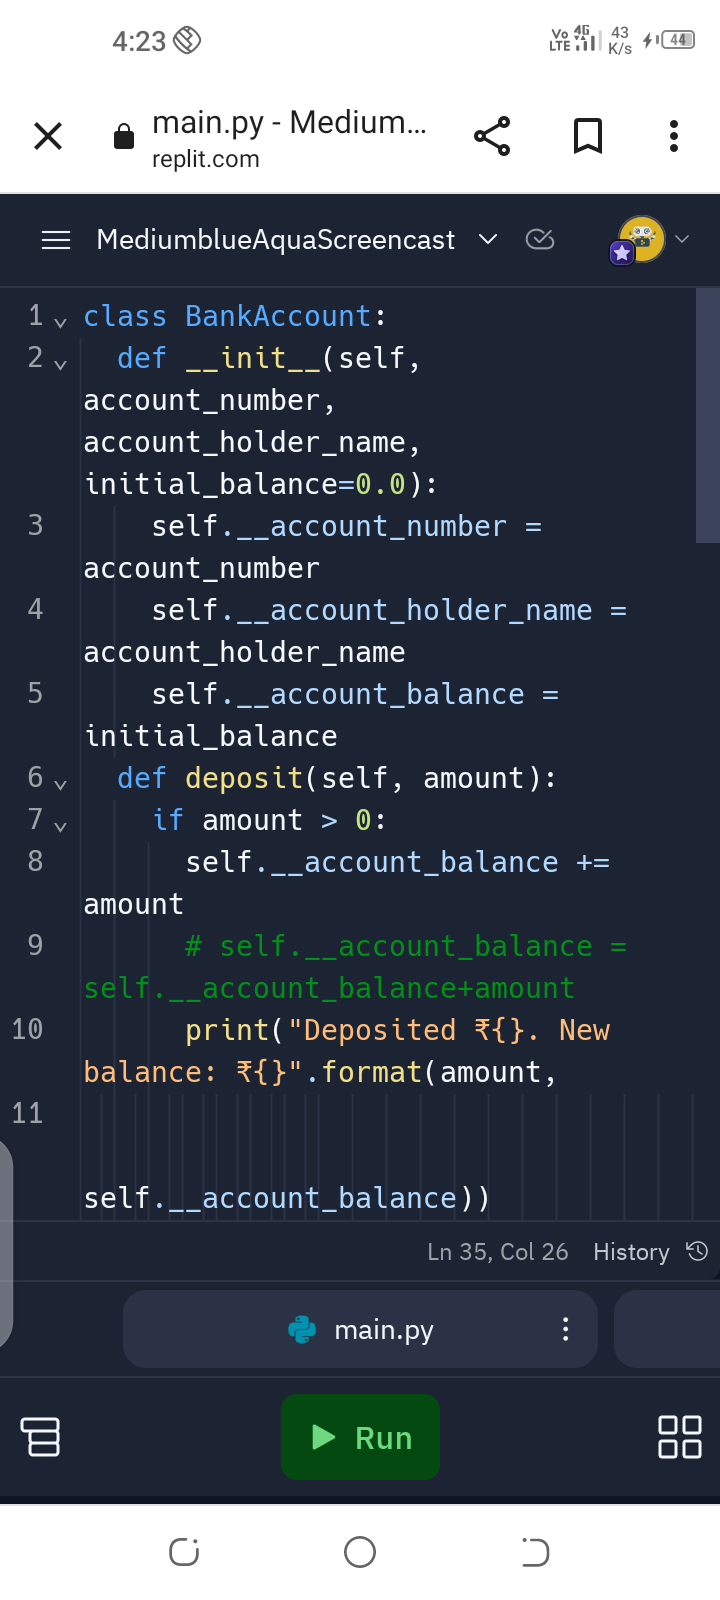 4:23 Vo LTE 4G 43 K/s 44
main.py - Medium...
replit.com
MediumblueAquaScreencast
1 class BankAccount:
2 def __init__(self,
account_number,
account_holder_name,
initial_balance=0.0):
3 self.__account_number =
account_number
4 self.__account_holder_name =
account_holder_name
5 self.__account_balance =
initial_balance
6 def deposit(self, amount):
7 if amount > 0:
8 self.__account_balance +=
amount
9 # self.__account_balance =
self.__account_balance+amount
10 print("Deposited ₹{}. New
balance: ₹{}".format(amount,
11
self.__account_balance))
Ln 35, Col 26 History
main.py
Run